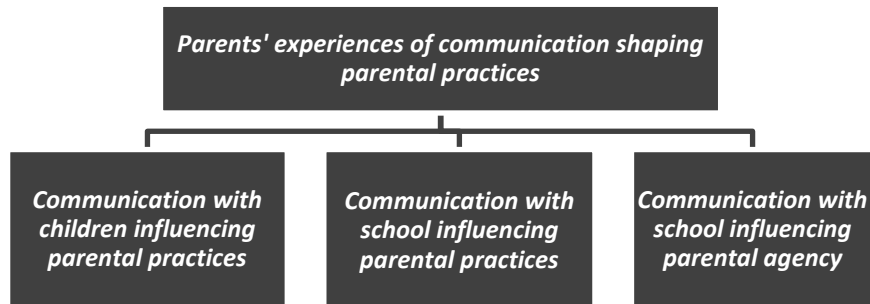 Parents' experiences of communication shaping
parental practices
Communication with
children influencing
parental practices
Communication with
school influencing
parental practices
Communication with
school influencing
parental agency